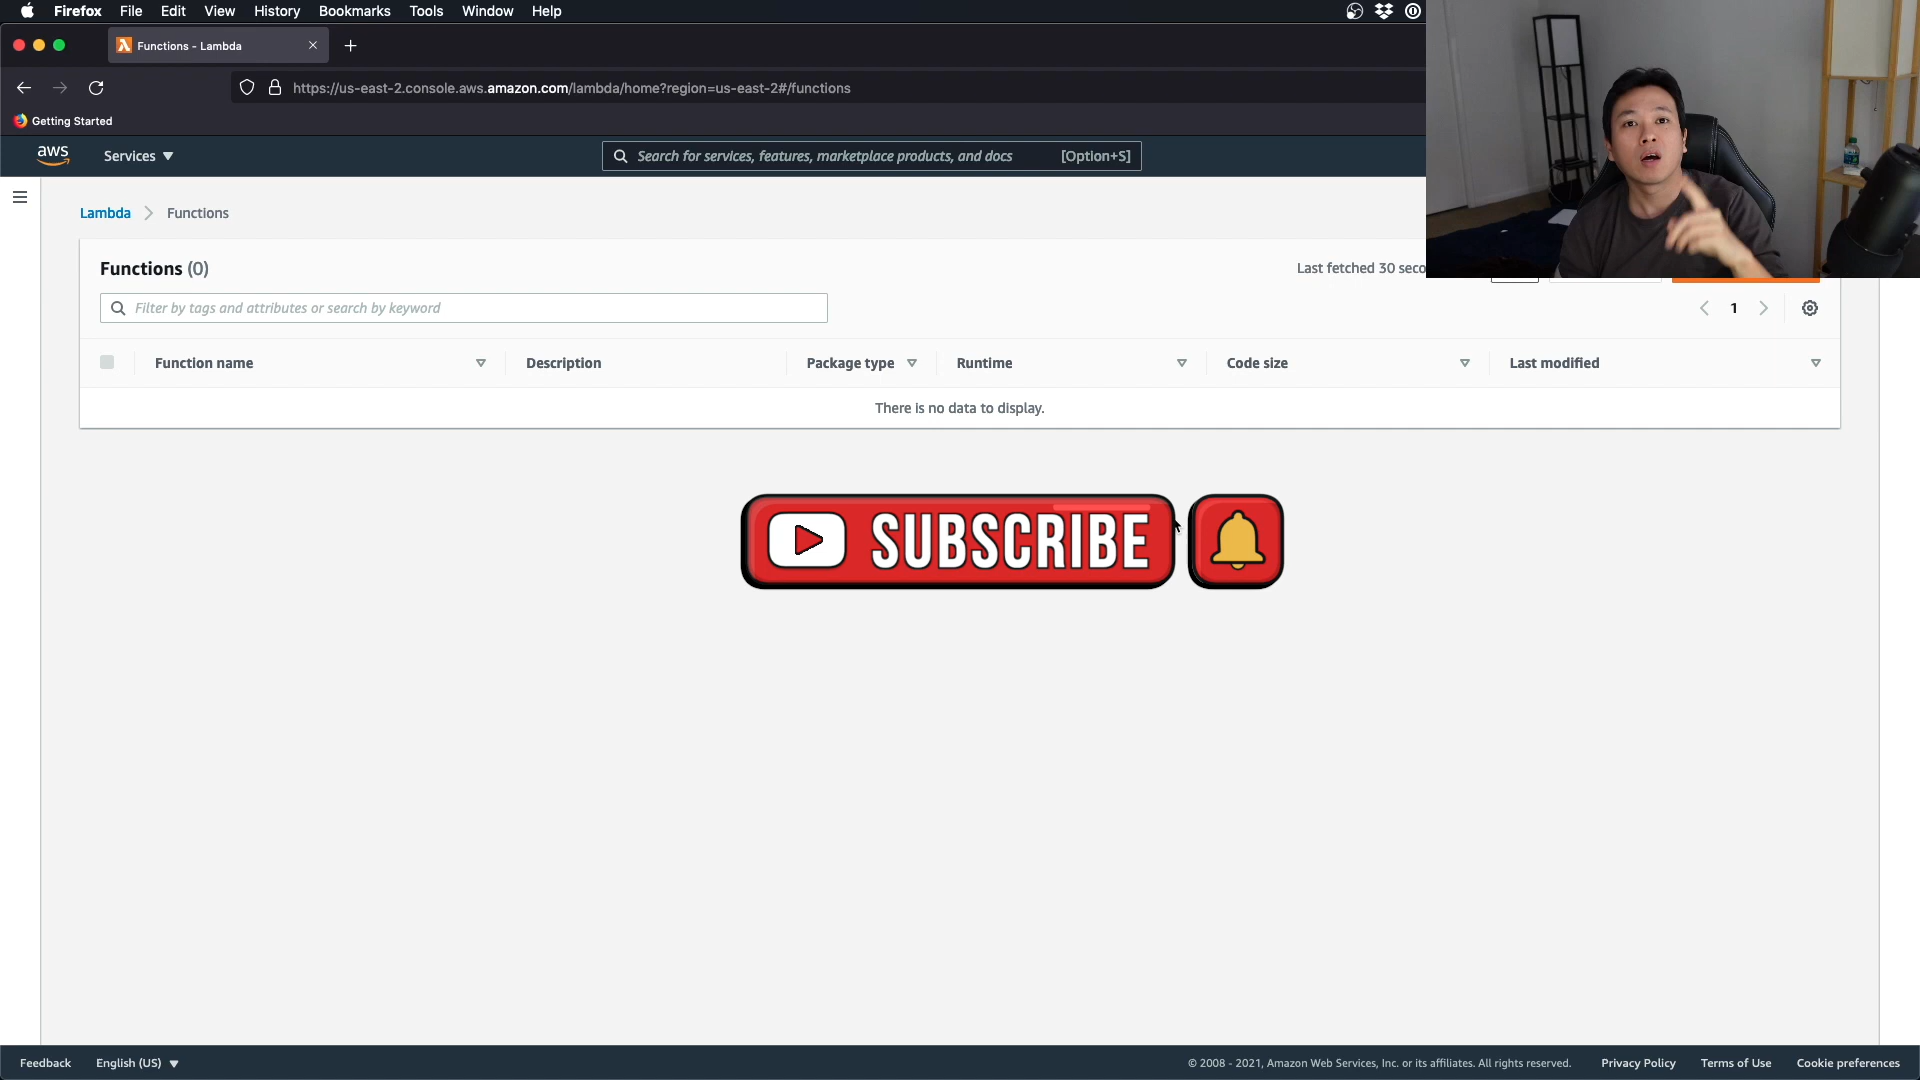 Firefox File Edit View History Bookmarks Tools Window Help
Functions - Lambda
https://us-east-2.console.aws.amazon.com/lambda/home?region=us-east-2#/functions
Getting Started
aws Services Search for services, features, marketplace products, and docs [Option+S]
Lambda Functions
Functions (0) Last fetched 30 seco
Filter by tags and attributes or search by keyword 1
Function name Description Package type Runtime Code size Last modified
There is no data to display.
SUBSCRIBE
Feedback English (US) © 2008 - 2021, Amazon Web Services, Inc. or its affiliates. All rights reserved. Privacy Policy Terms of Use Cookie preferences